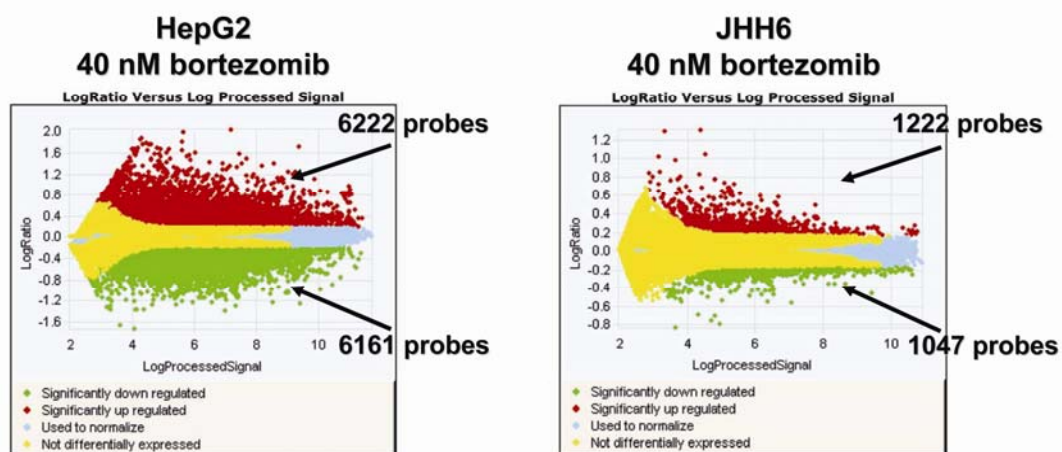 HepG2
40 nM bortezomib
LogRatio Versus Log Processed Signal
6222 probes
2.0
1.6
1.2
0.8
0.4
0.0
-0.4
-0.8
-1.2
-1.6
LogRatio
6161 probes
2 4 6 8 10
LogProcessedSignal
Significantly down regulated
Significantly up regulated
Used to normalize
Not differentially expressed
JHH6
40 nM bortezomib
LogRatio Versus Log Processed Signal
1222 probes
1.2
1.0
0.8
0.6
0.4
0.2
0.0
-0.2
-0.4
-0.6
-0.8
LogRatio
1047 probes
2 4 6 8 10
LogProcessedSignal
Significantly down regulated
Significantly up regulated
Used to normalize
Not differentially expressed